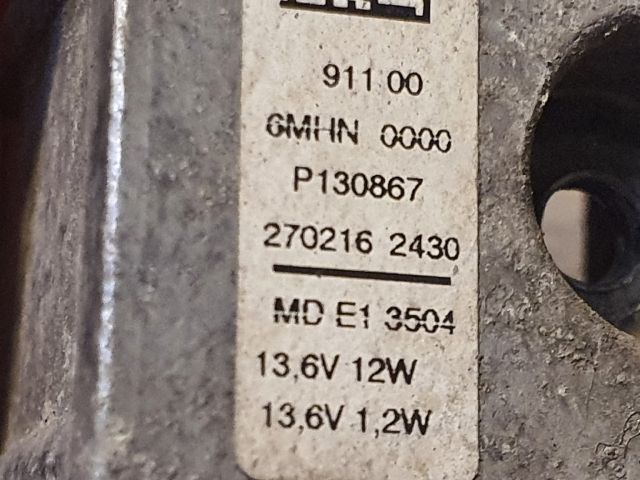 911 00
6MHN 0000
P130867
270216 2430
MD E1 3504
13,6V 12W
13,6V 1,2W